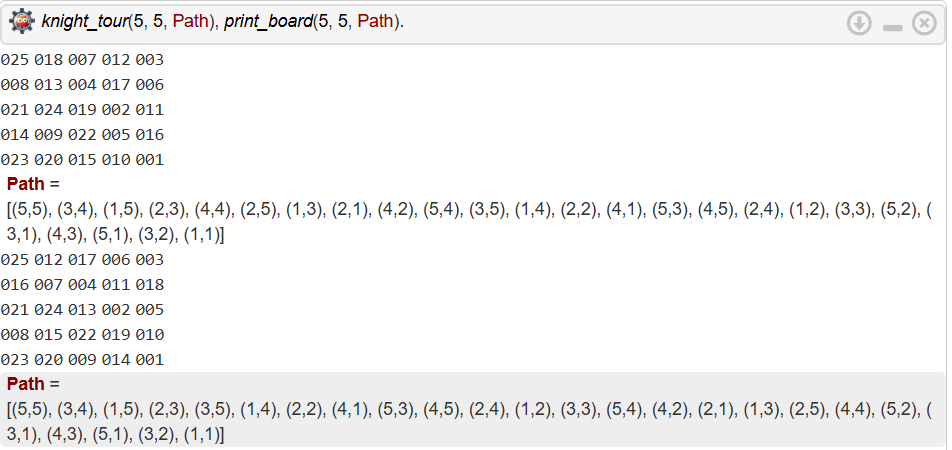 knight_tour(5, 5, Path), print_board(5, 5, Path).
025 018 007 012 003
008 013 004 017 006
021 024 019 002 011
014 009 022 005 016
023 020 015 010 001
Path =
[(5,5), (3,4), (1,5), (2,3), (4,4), (2,5), (1,3), (2,1), (4,2), (5,4), (3,5), (1,4), (2,2), (4,1), (5,3), (4,5), (2,4), (1,2), (3,3), (5,2), (
3,1), (4,3), (5,1), (3,2), (1,1)]
025 012 017 006 003
016 007 004 011 018
021 024 013 002 005
008 015 022 019 010
023 020 009 014 001
Path =
[(5,5), (3,4), (1,5), (2,3), (3,5), (1,4), (2,2), (4,1), (5,3), (4,5), (2,4), (1,2), (3,3), (5,4), (4,2), (2,1), (1,3), (2,5), (4,4), (5,2), (
3,1), (4,3), (5,1), (3,2), (1,1)]